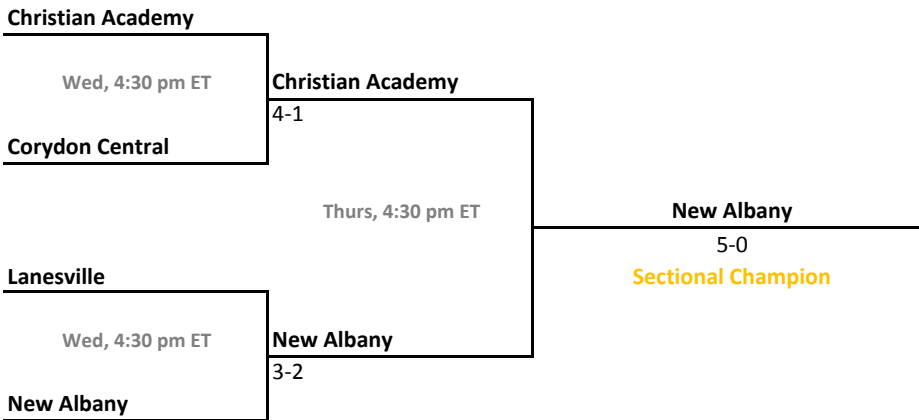 Christian Academy
Wed, 4:30 pm ET
Christian Academy
4-1
Corydon Central
Thurs, 4:30 pm ET
New Albany
5-0
Sectional Champion
Lanesville
Wed, 4:30 pm ET
New Albany
3-2
New Albany